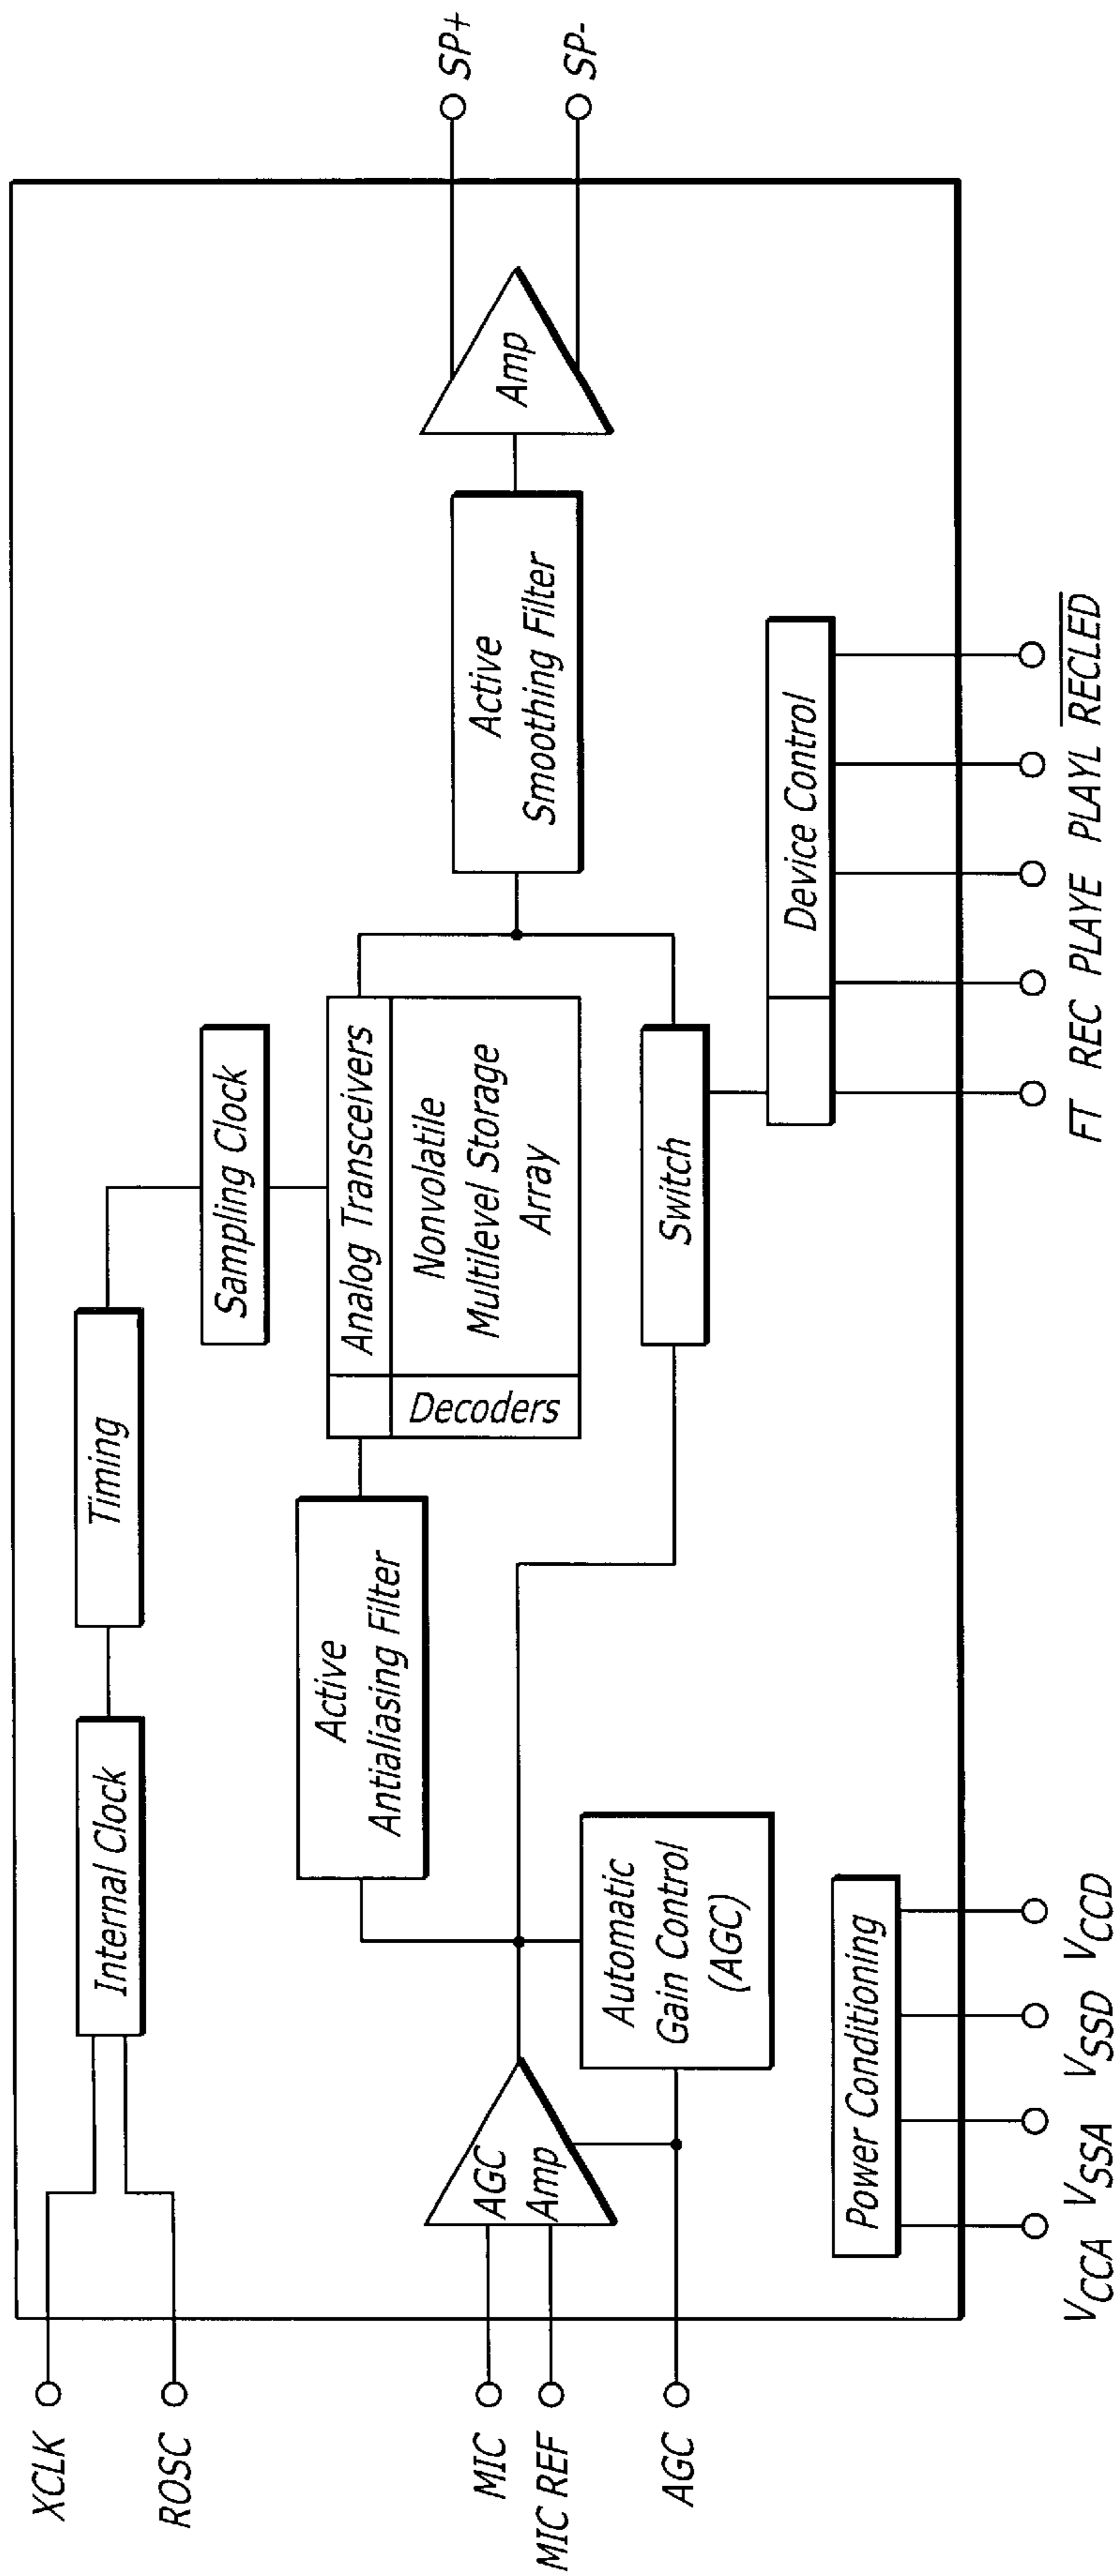 XCLK
ROSC
Internal Clock
Timing
Sampling Clock
MIC
MIC REF
AGC
AGC
Amp
Active
Antialiasing Filter
Automatic
Gain Control
(AGC)
Analog Transceivers
Nonvolatile
Multilevel Storage
Array
Decoders
Switch
Active
Smoothing Filter
Amp
SP+
SP-
Power Conditioning
Device Control
VCCA VSSA VSSD VCCD
FT REC PLAYE PLAYL RECLED